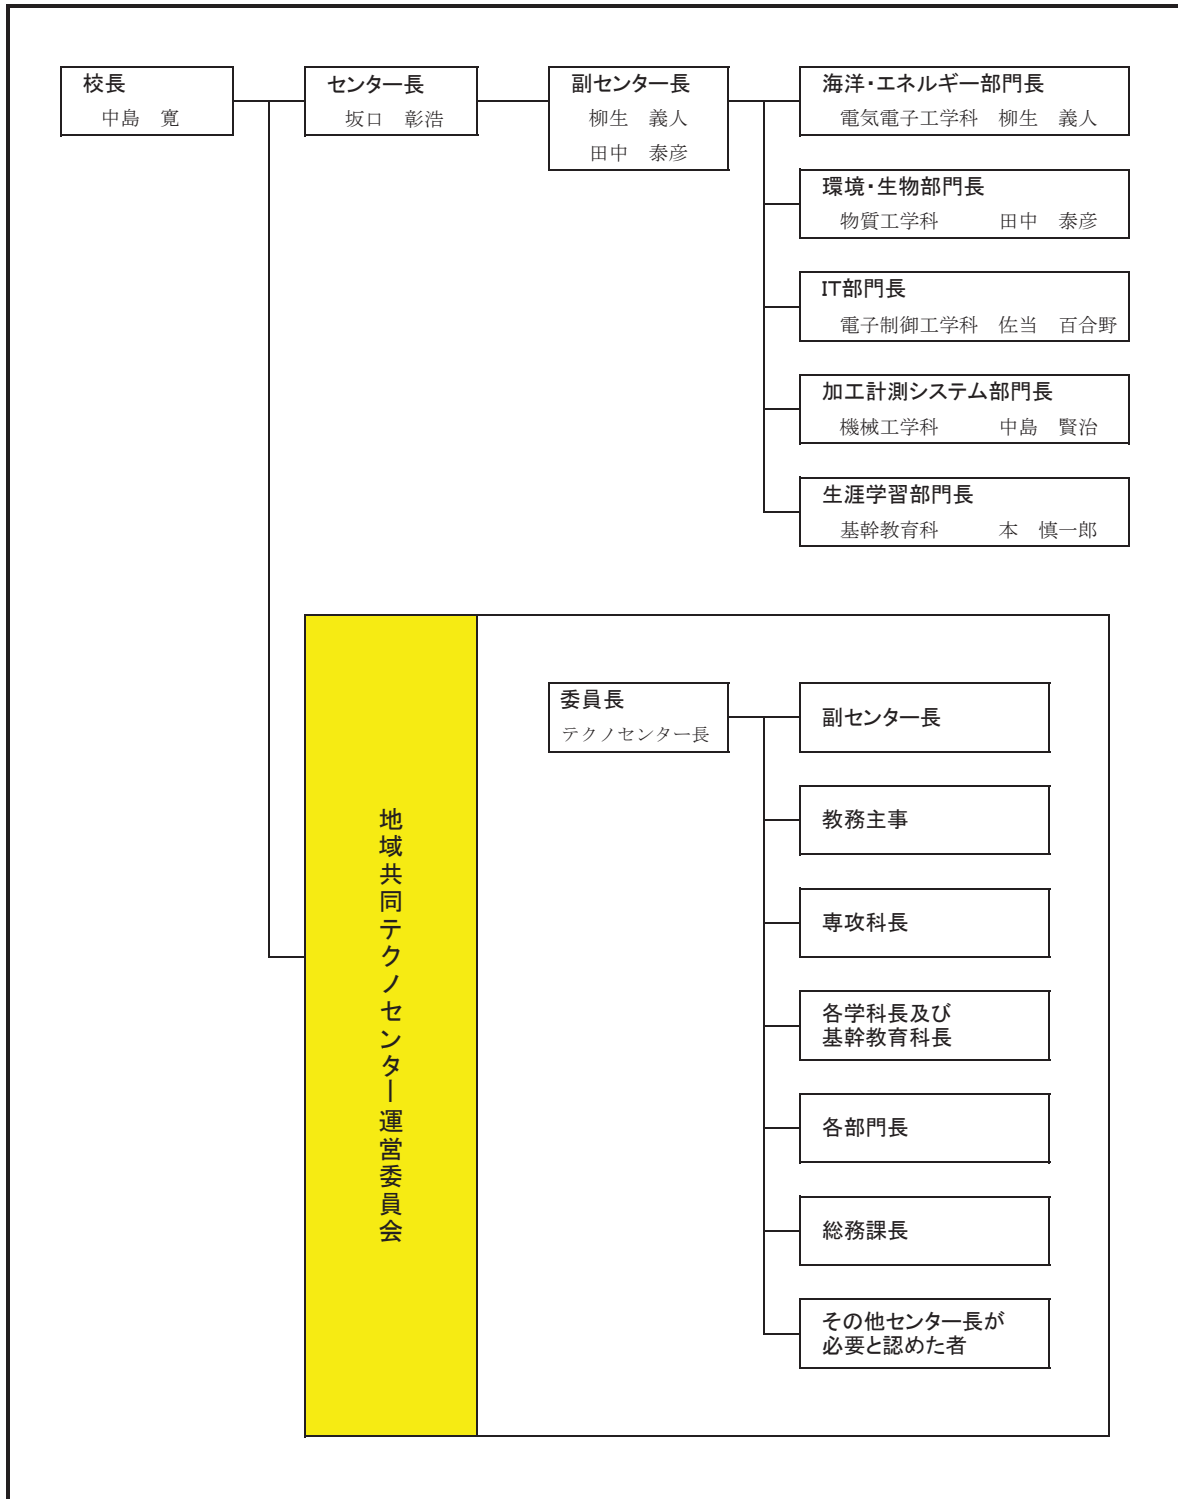 校長
中島　寛
センター長
坂口　彰浩
副センター長
柳生　義人
田中　泰彦
海洋・エネルギー部門長
電気電子工学科　柳生　義人
環境・生物部門長
物質工学科　　　田中　泰彦
IT部門長
電子制御工学科　佐当　百合野
加工計測システム部門長
機械工学科　　　中島　賢治
生涯学習部門長
基幹教育科　　　本　慎一郎
地域共同テクノセンター運営委員会
委員長
テクノセンター長
副センター長
教務主事
専攻科長
各学科長及び
基幹教育科長
各部門長
総務課長
その他センター長が
必要と認めた者